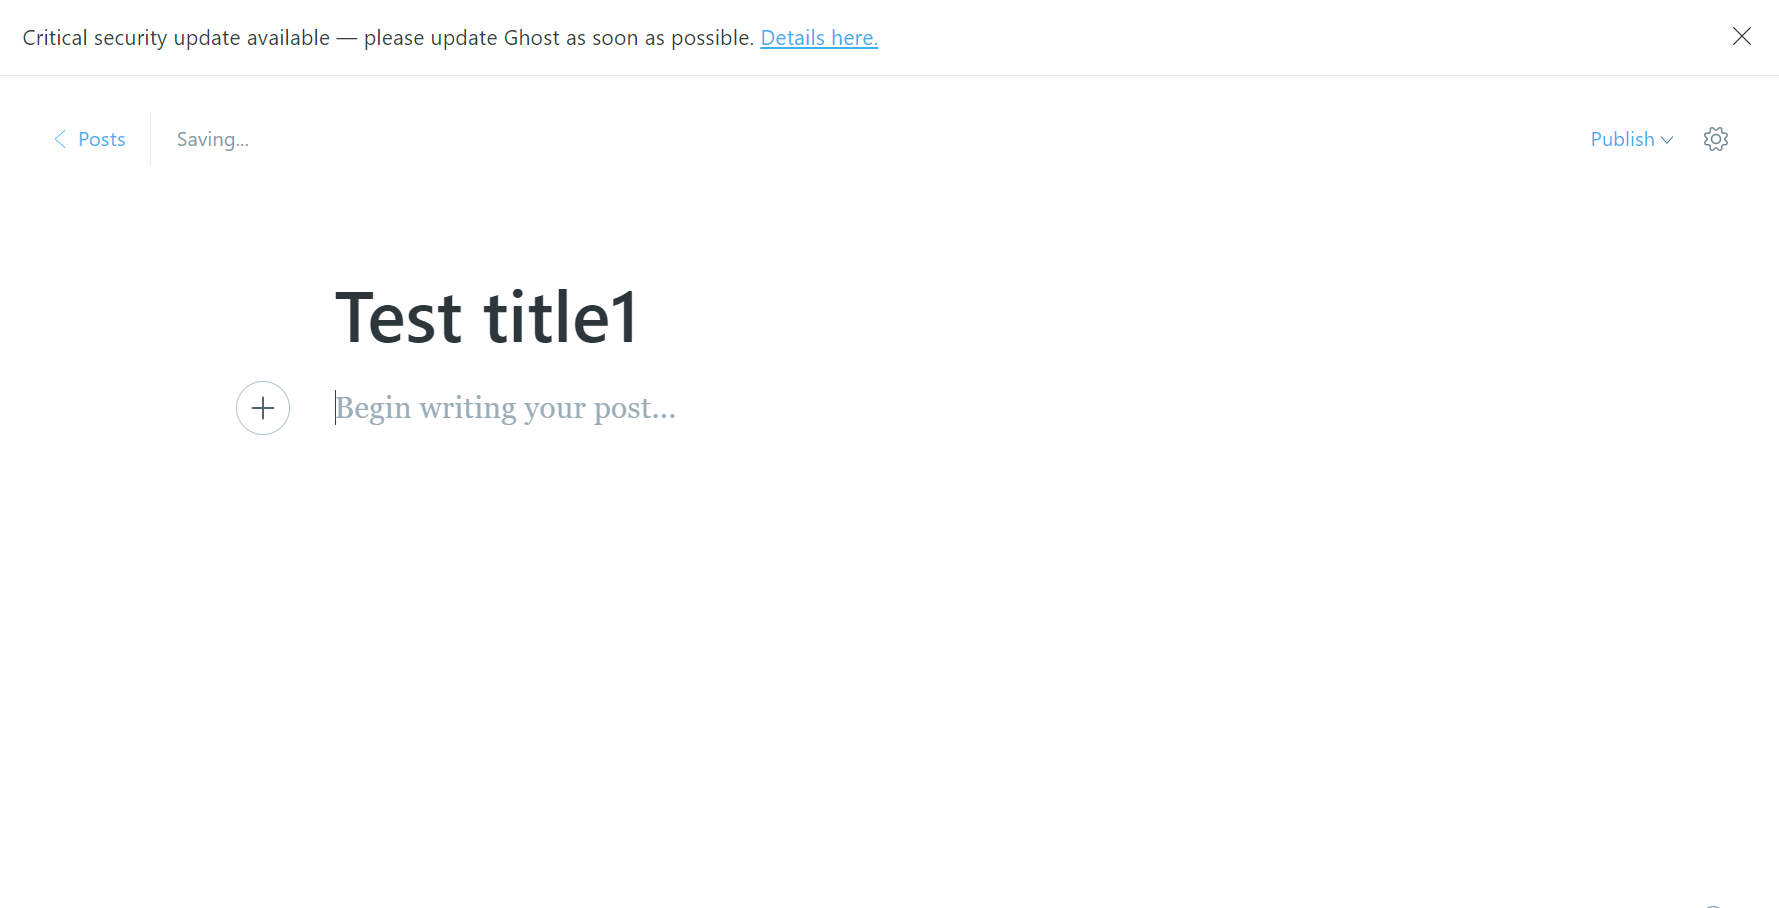 Critical security update available — please update Ghost as soon as possible. Details here.
Posts
Saving...
Publish
Test title1
Begin writing your post...